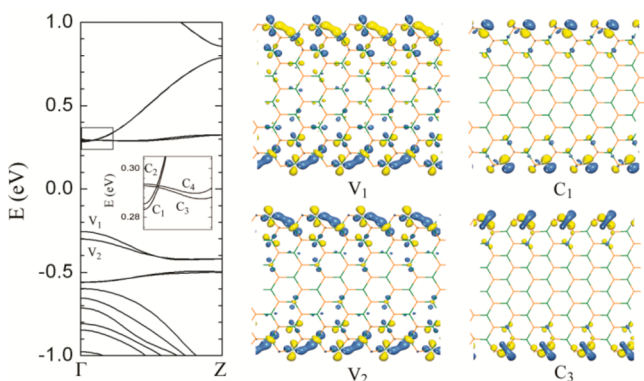 1.0
0.5
0.0
-0.5
-1.0
E (eV)
Γ
Z
V₁
V₂
0.30
0.28
E (eV)
C₂
C₁
C₄
C₃
V₁
C₁
V₂
C₃